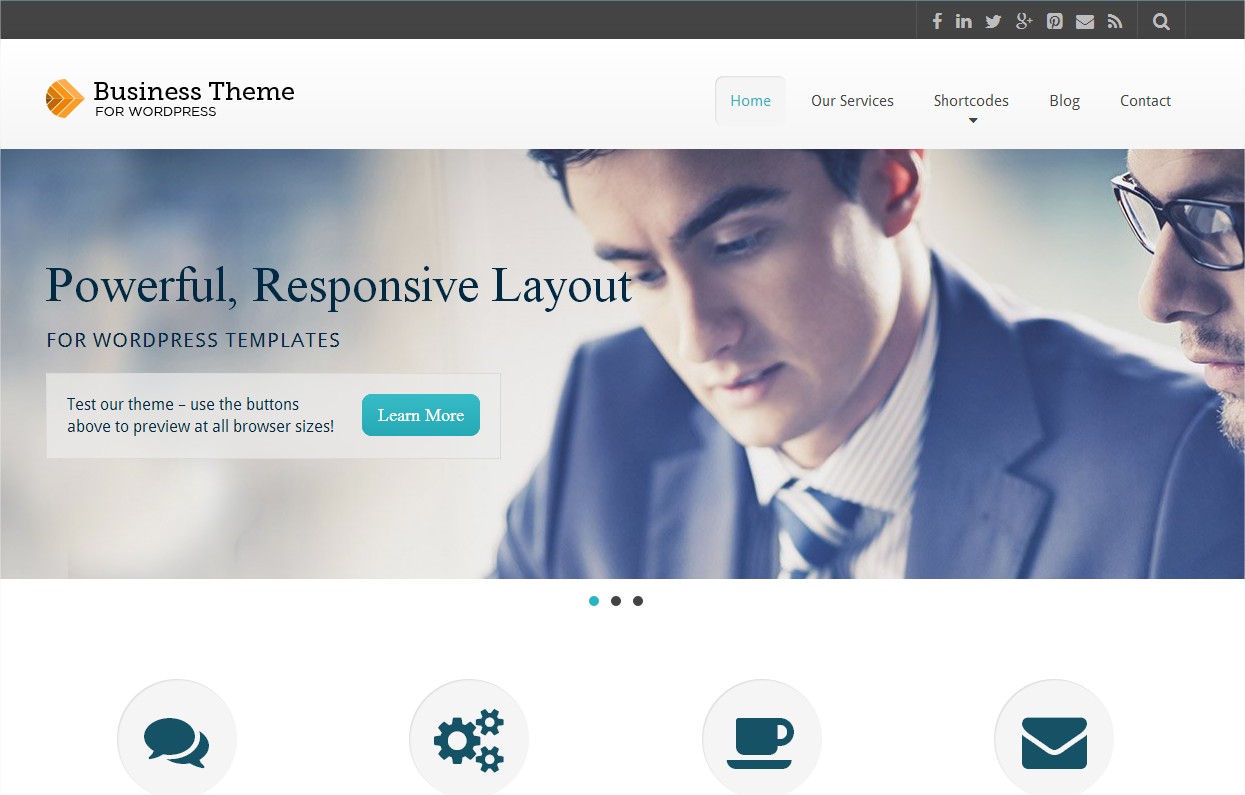 Business Theme
FOR WORDPRESS
Home
Our Services
Shortcodes
Blog
Contact
Powerful, Responsive Layout
FOR WORDPRESS TEMPLATES
Test our theme – use the buttons
above to preview at all browser sizes!
Learn More